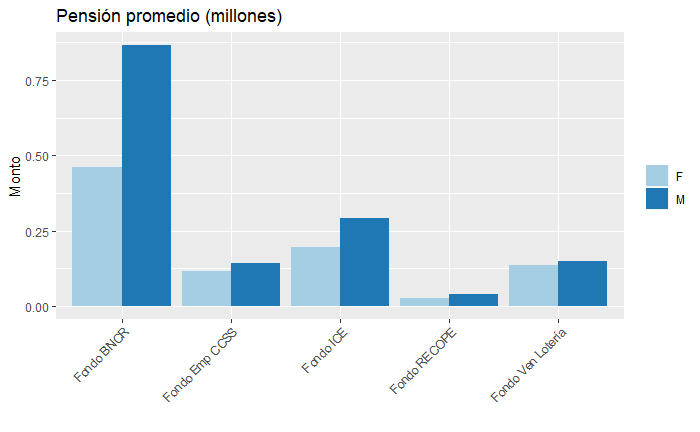 Pensión promedio (millones)
Monto
0.75
0.50
0.25
0.00
Fondo BNCR
Fondo Emp CCSS
Fondo ICE
Fondo RECOPE
Fondo Ven Lotería
F
M